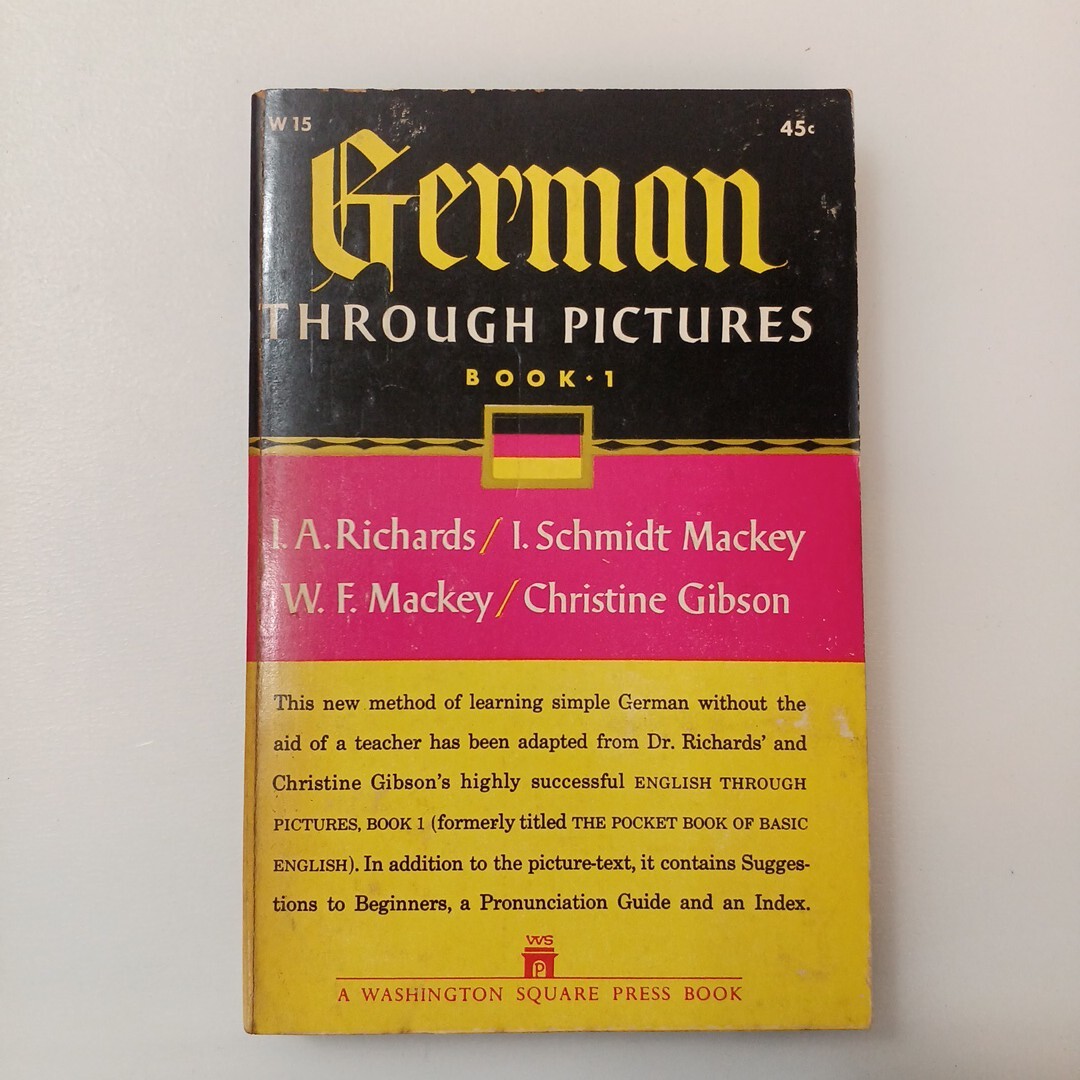 W 15
45c
German
THROUGH PICTURES
BOOK · 1
I. A. Richards / I. Schmidt Mackey
W. F. Mackey / Christine Gibson
This new method of learning simple German without the
aid of a teacher has been adapted from Dr. Richards' and
Christine Gibson's highly successful ENGLISH THROUGH
PICTURES, BOOK 1 (formerly titled THE POCKET BOOK OF BASIC
ENGLISH). In addition to the picture-text, it contains Sugges-
tions to Beginners, a Pronunciation Guide and an Index.
WS
P
A WASHINGTON SQUARE PRESS BOOK